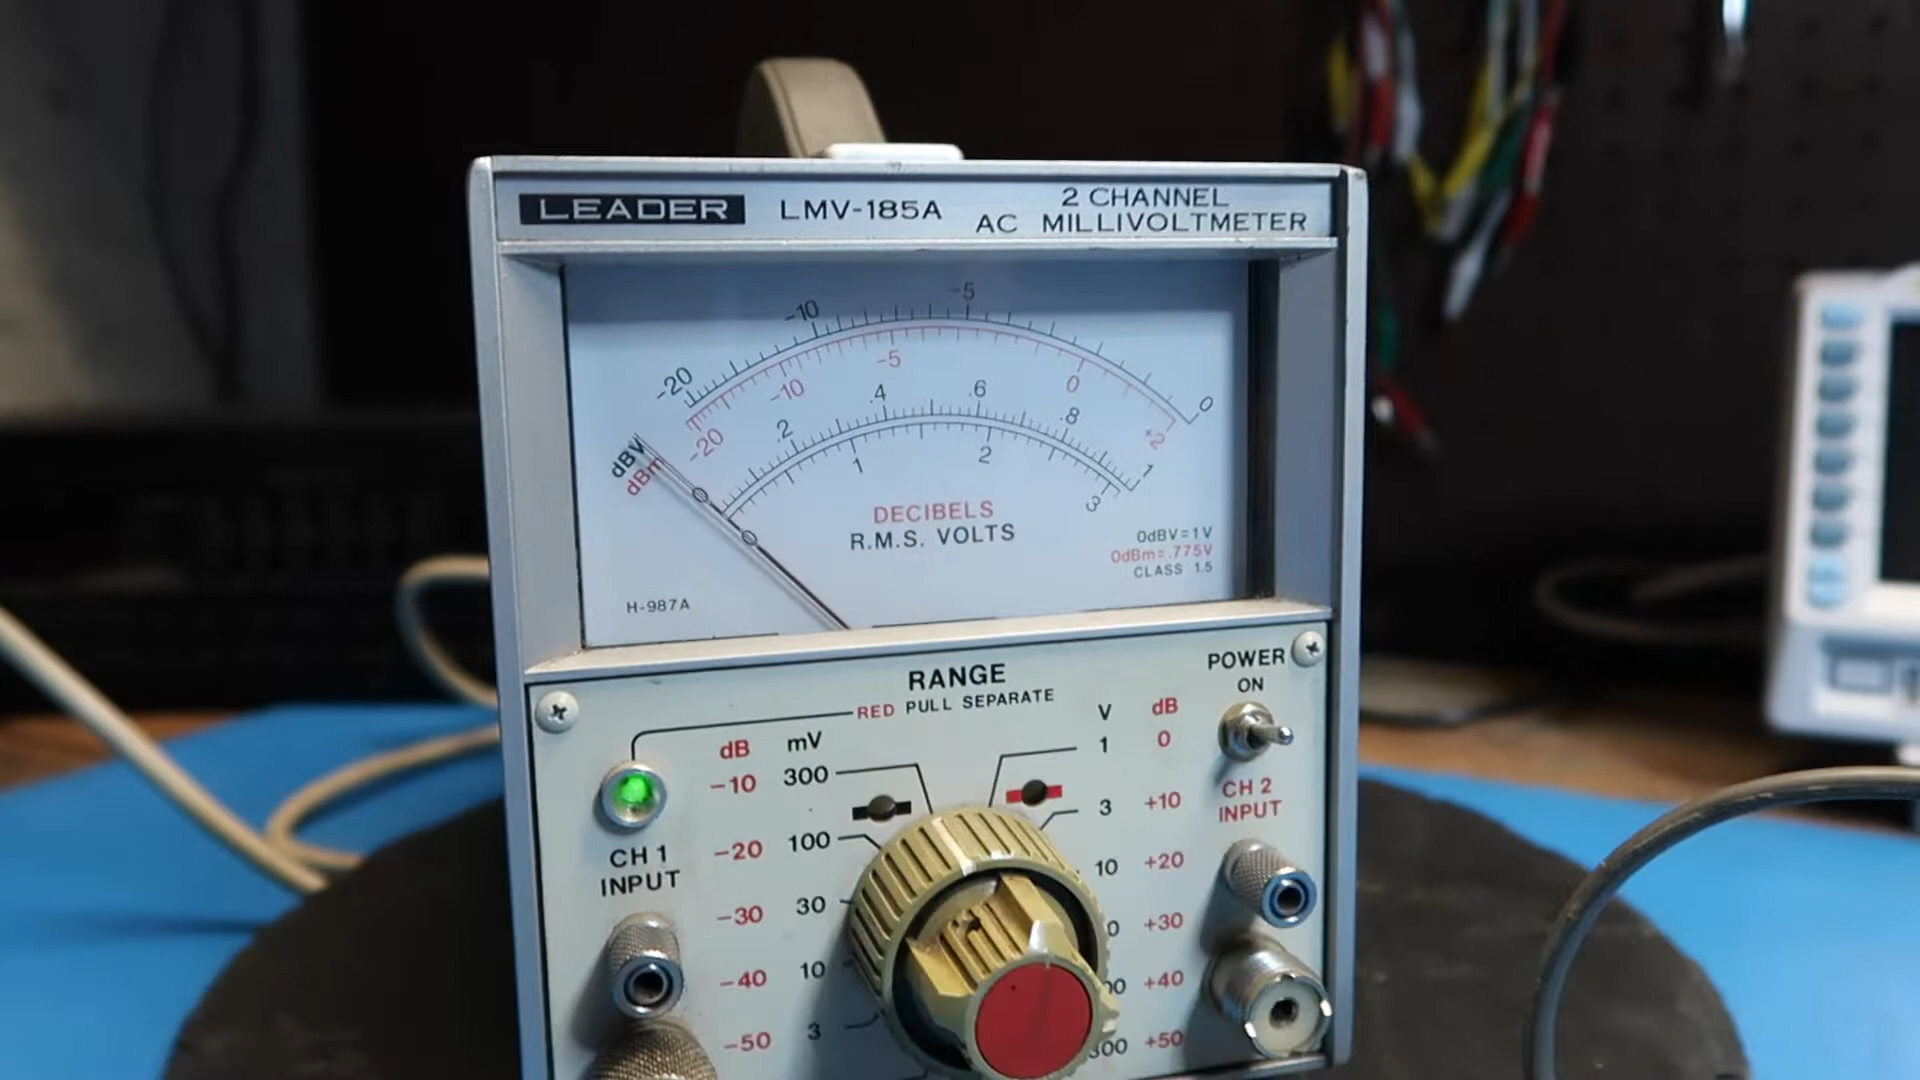 LEADER LMV-185A 2 CHANNEL
AC MILLIVOLTMETER
-20 -10 -5 0
-20 -10 -5 0 +2
.2 .4 .6 .8 1
1 2 3
dBV
dBm
DECIBELS
R.M.S. VOLTS
0dBV=1V
0dBm=.775V
CLASS 1.5
H-987A
RANGE
RED PULL SEPARATE
POWER
ON
dB mV
-10 300
-20 100
-30 30
-40 10
-50 3
V dB
1 0
3 +10
10 +20
+30
+40
300 +50
CH 1
INPUT
CH 2
INPUT